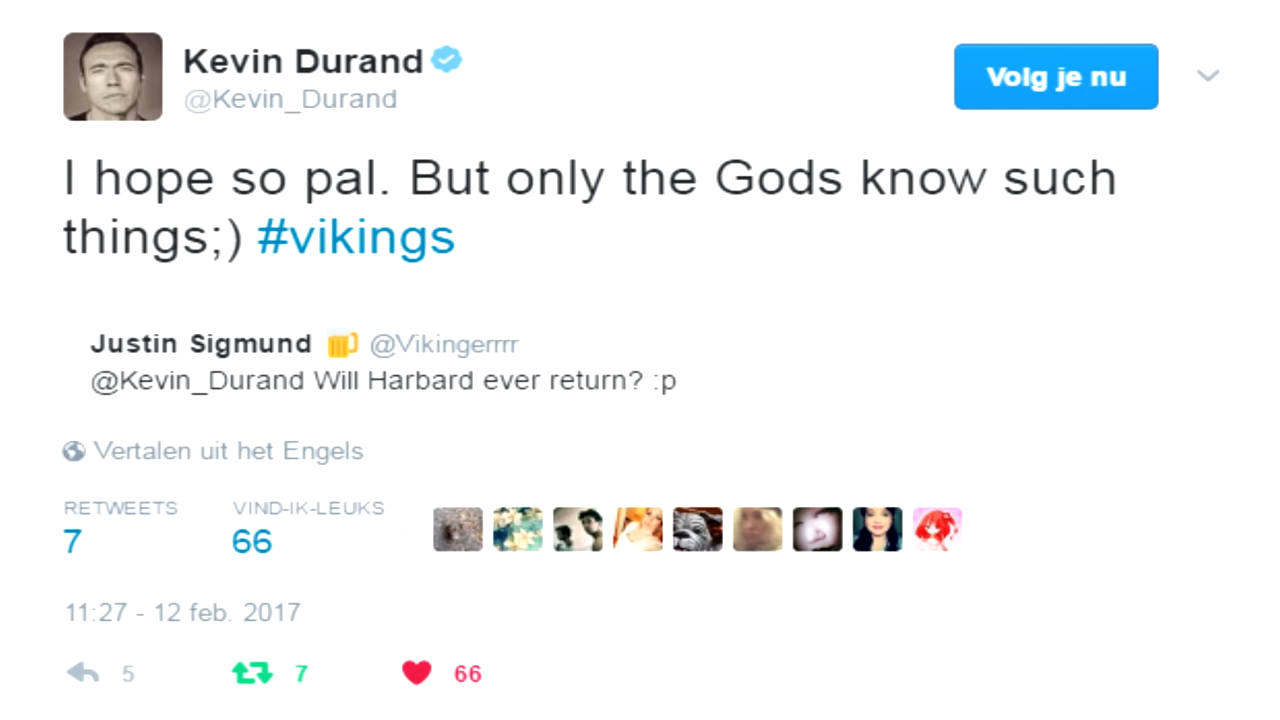 Kevin Durand
@Kevin_Durand
Volg je nu
I hope so pal. But only the Gods know such
things;) #vikings
Justin Sigmund 🍺 @Vikingerrrr
@Kevin_Durand Will Harbard ever return? :p
Vertalen uit het Engels
RETWEETS VIND-IK-LEUKS
7 66
11:27 - 12 feb. 2017
5 7 66